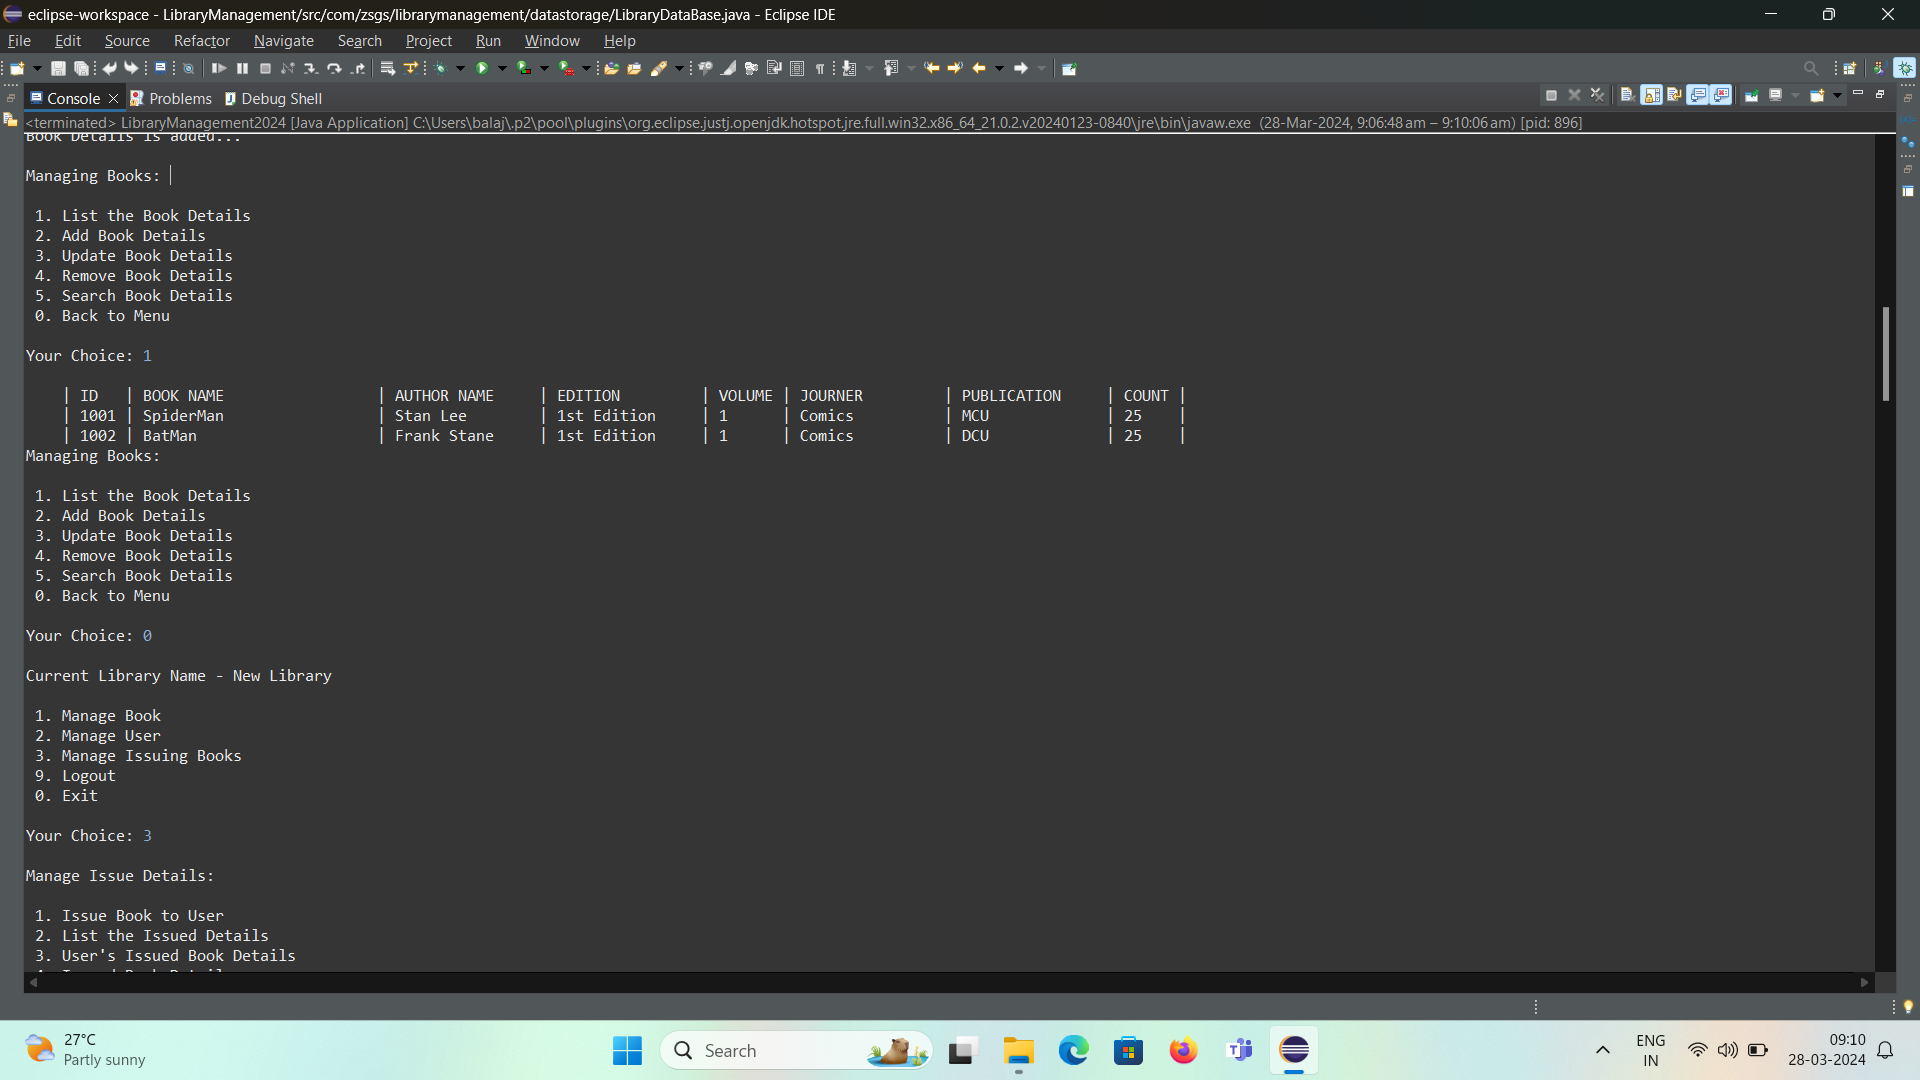 eclipse-workspace - LibraryManagement/src/com/zsgs/librarymanagement/datastorage/LibraryDataBase.java - Eclipse IDE
File Edit Source Refactor Navigate Search Project Run Window Help
Console Problems Debug Shell
<terminated> LibraryManagement2024 [Java Application] C:\Users\balaj\.p2\pool\plugins\org.eclipse.justj.openjdk.hotspot.jre.full.win32.x86_64_21.0.2.v20240123-0840\jre\bin\javaw.exe (28-Mar-2024, 9:06:48 am – 9:10:06 am) [pid: 896]
Book Details is added...
Managing Books:
1. List the Book Details
2. Add Book Details
3. Update Book Details
4. Remove Book Details
5. Search Book Details
0. Back to Menu
Your Choice: 1
| ID | BOOK NAME | AUTHOR NAME | EDITION | VOLUME | JOURNER | PUBLICATION | COUNT |
| 1001 | SpiderMan | Stan Lee | 1st Edition | 1 | Comics | MCU | 25 |
| 1002 | BatMan | Frank Stane | 1st Edition | 1 | Comics | DCU | 25 |
Managing Books:
1. List the Book Details
2. Add Book Details
3. Update Book Details
4. Remove Book Details
5. Search Book Details
0. Back to Menu
Your Choice: 0
Current Library Name - New Library
1. Manage Book
2. Manage User
3. Manage Issuing Books
9. Logout
0. Exit
Your Choice: 3
Manage Issue Details:
1. Issue Book to User
2. List the Issued Details
3. User's Issued Book Details
27°C
Partly sunny
Search
ENG
IN
09:10
28-03-2024